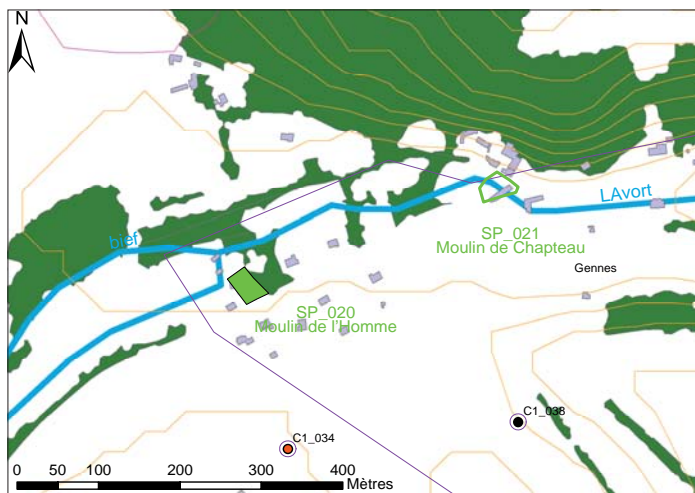 N
LAvort
bief
SP_021
Moulin de Chapteau
Gennes
SP_020
Moulin de l'Homme
C1_038
C1_034
0 50 100 200 300 400
Mètres